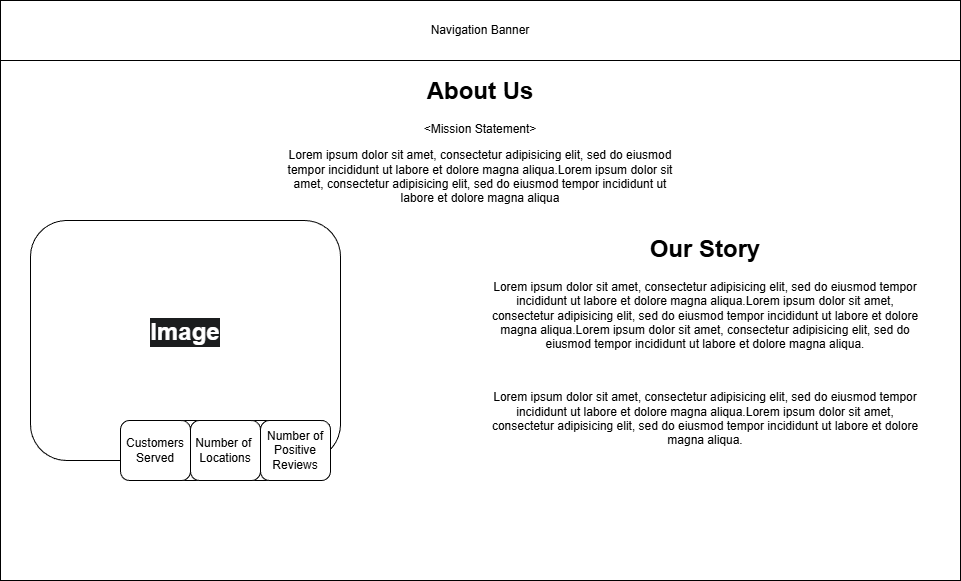 Navigation Banner
About Us
<Mission Statement>
Lorem ipsum dolor sit amet, consectetur adipisicing elit, sed do eiusmod
tempor incididunt ut labore et dolore magna aliqua.Lorem ipsum dolor sit
amet, consectetur adipisicing elit, sed do eiusmod tempor incididunt ut
labore et dolore magna aliqua
Image
Customers
Served
Number of
Locations
Number of
Positive
Reviews
Our Story
Lorem ipsum dolor sit amet, consectetur adipisicing elit, sed do eiusmod tempor
incididunt ut labore et dolore magna aliqua.Lorem ipsum dolor sit amet,
consectetur adipisicing elit, sed do eiusmod tempor incididunt ut labore et dolore
magna aliqua.Lorem ipsum dolor sit amet, consectetur adipisicing elit, sed do
eiusmod tempor incididunt ut labore et dolore magna aliqua.
Lorem ipsum dolor sit amet, consectetur adipisicing elit, sed do eiusmod tempor
incididunt ut labore et dolore magna aliqua.Lorem ipsum dolor sit amet,
consectetur adipisicing elit, sed do eiusmod tempor incididunt ut labore et dolore
magna aliqua.